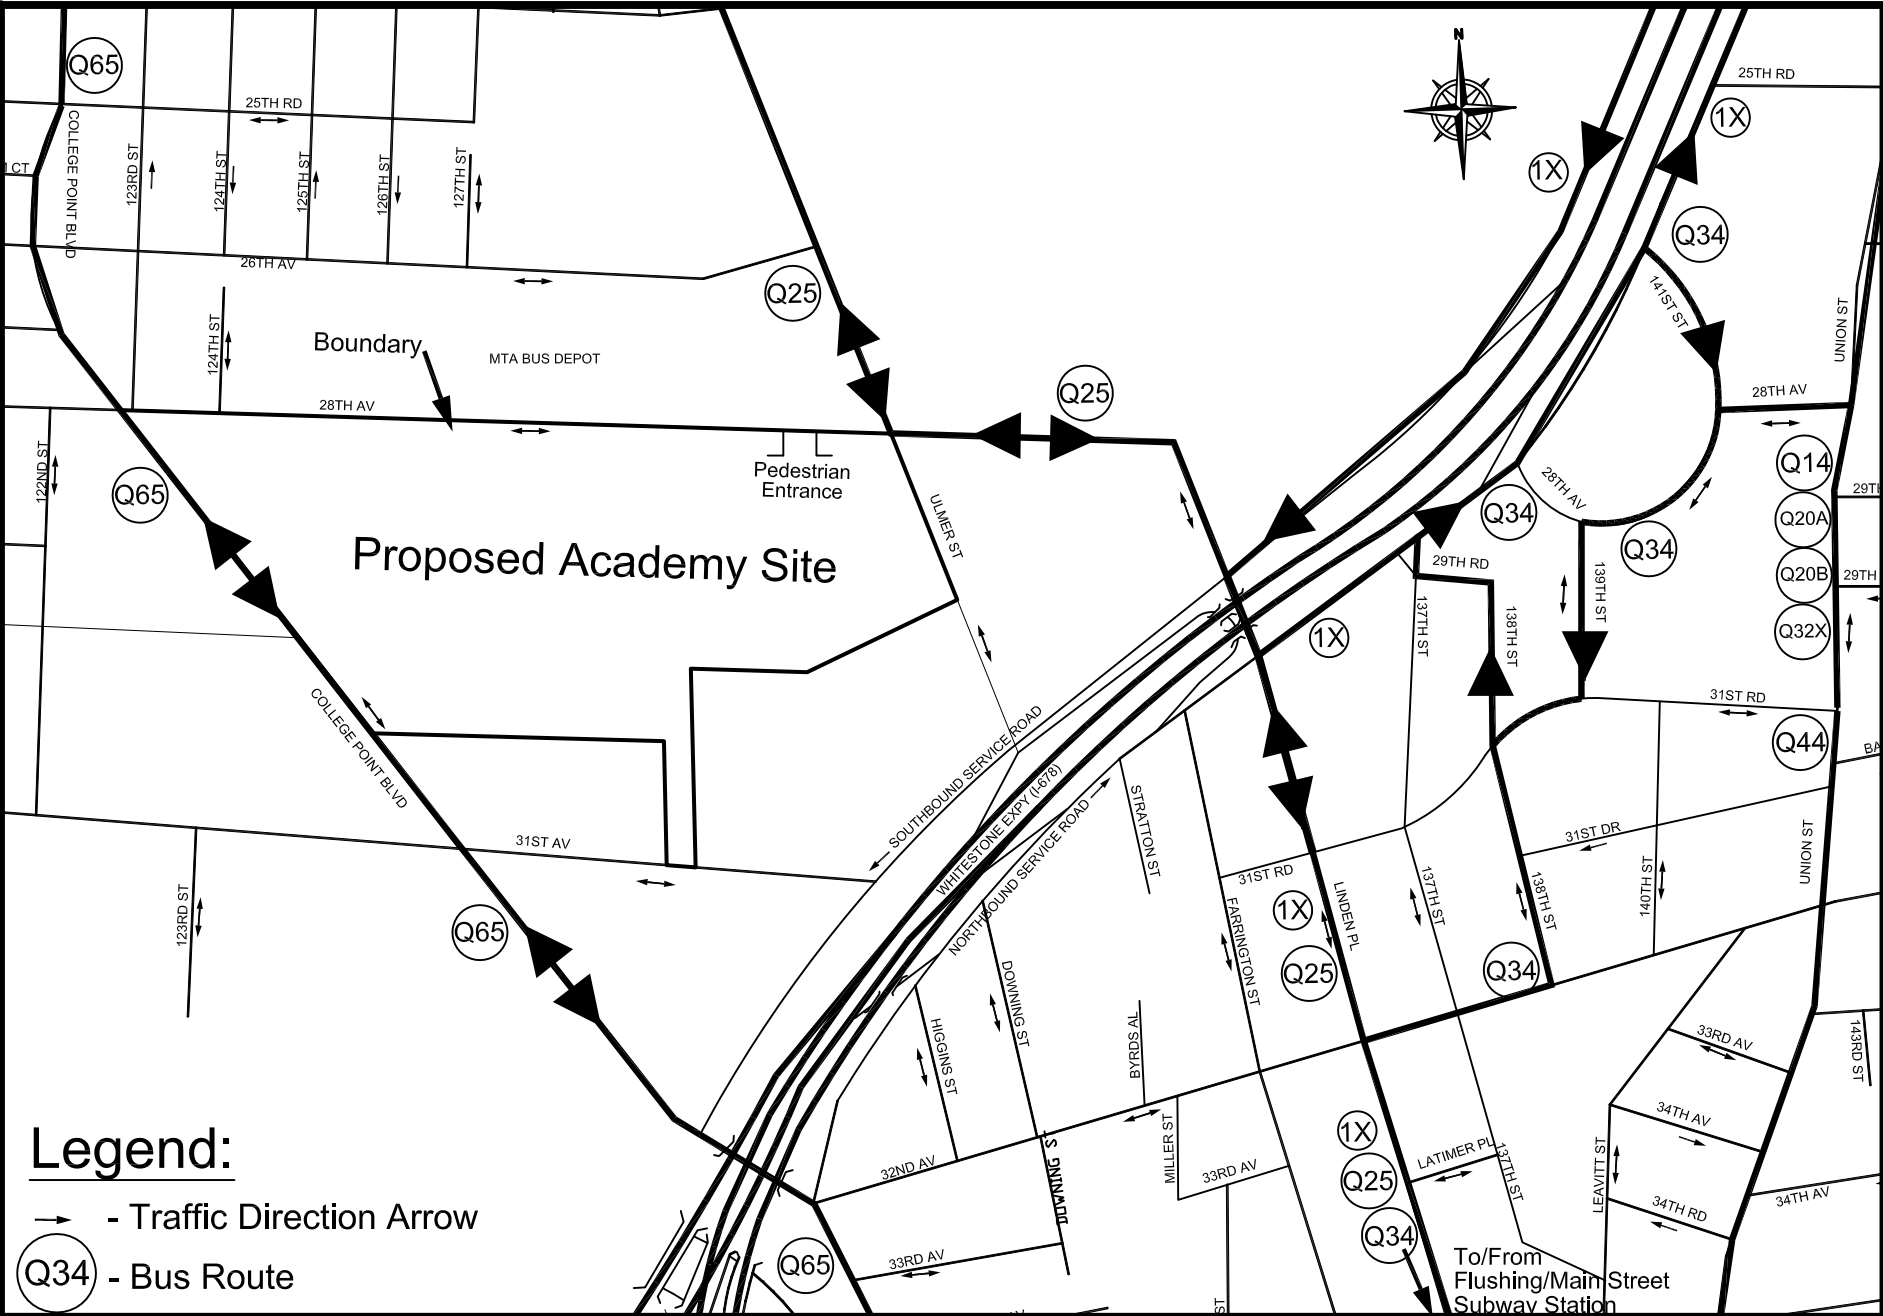 N
Q65
25TH RD
25TH RD
1X
1X
COLLEGE POINT BLVD
CT
123RD ST
124TH ST
125TH ST
126TH ST
127TH ST
Q34
26TH AV
Q25
141ST ST
UNION ST
124TH ST
Boundary
MTA BUS DEPOT
Q25
28TH AV
28TH AV
122ND ST
Q65
Pedestrian
Entrance
ULMER ST
Q14
28TH AV
Q34
Q20A
29TH RD
Q34
Proposed Academy Site
Q20B
29TH
137TH ST
138TH ST
139TH ST
1X
Q32X
31ST RD
COLLEGE POINT BLVD
SOUTHBOUND SERVICE ROAD
Q44
WHITESTONE EXPY (I-678)
NORTHBOUND SERVICE ROAD
STRATTON ST
31ST DR
UNION ST
31ST AV
31ST RD
LINDEN PL
137TH ST
138TH ST
140TH ST
123RD ST
Q65
1X
FARRINGTON ST
Q25
Q34
DOWNING ST
HIGGINS ST
BYRDS AL
33RD AV
143RD ST
34TH AV
Legend:
1X
MILLER ST
LATIMER PL
137TH ST
LEAVITT ST
32ND AV
33RD AV
Q25
DOWNING S
34TH AV
34TH RD
- Traffic Direction Arrow
Q34
Q34 - Bus Route
Q65
33RD AV
To/From
Flushing/Main Street
Subway Station
ST